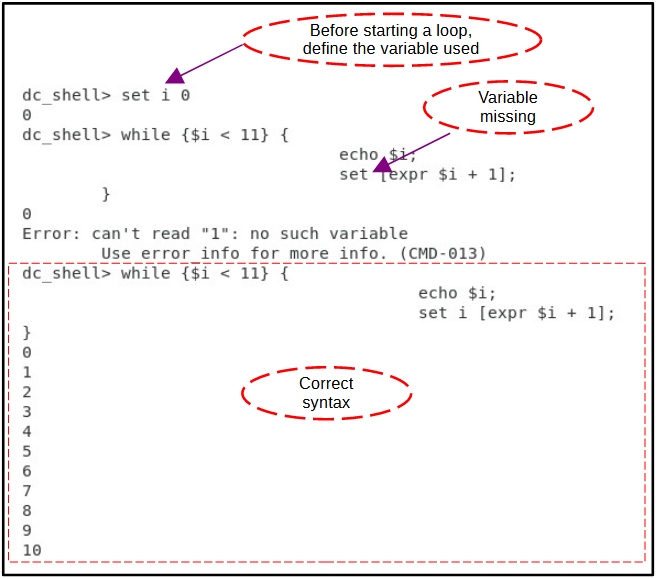 Before starting a loop,
define the variable used
dc_shell> set i 0
0
Variable
missing
dc_shell> while {$i < 11} {
echo $i;
set [expr $i + 1];
}
0
Error: can't read "1": no such variable
Use error_info for more info. (CMD-013)
dc_shell> while {$i < 11} {
echo $i;
set i [expr $i + 1];
}
0
1
2
3
4
5
6
7
8
9
10
Correct
syntax